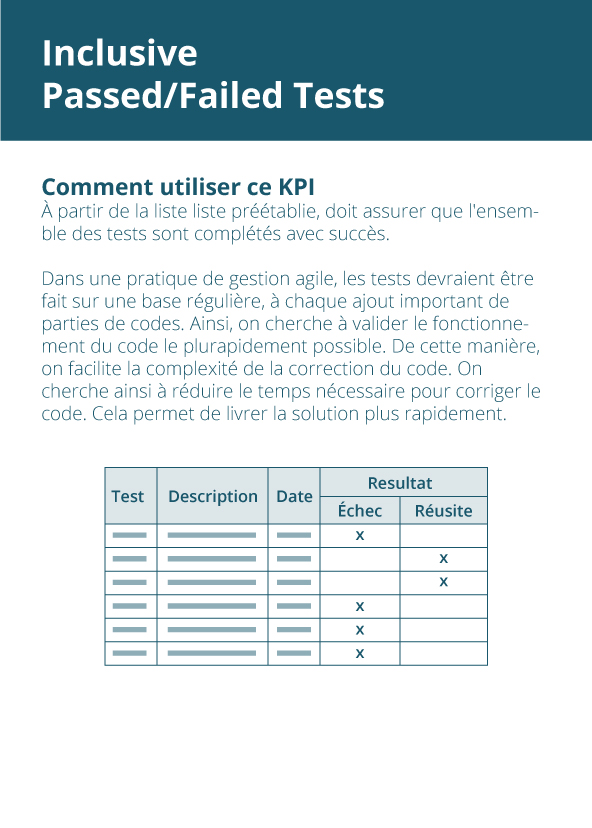 Inclusive
Passed/Failed Tests
Comment utiliser ce KPI
À partir de la liste liste préétablie, doit assurer que l'ensem-
ble des tests sont complétés avec succès.
Dans une pratique de gestion agile, les tests devraient être
fait sur une base régulière, à chaque ajout important de
parties de codes. Ainsi, on cherche à valider le fonctionne-
ment du code le plurapidement possible. De cette manière,
on facilite la complexité de la correction du code. On
cherche ainsi à réduire le temps nécessaire pour corriger le
code. Cela permet de livrer la solution plus rapidement.
Test Description Date Resultat
Échec Réusite
x
x
x
x
x
x